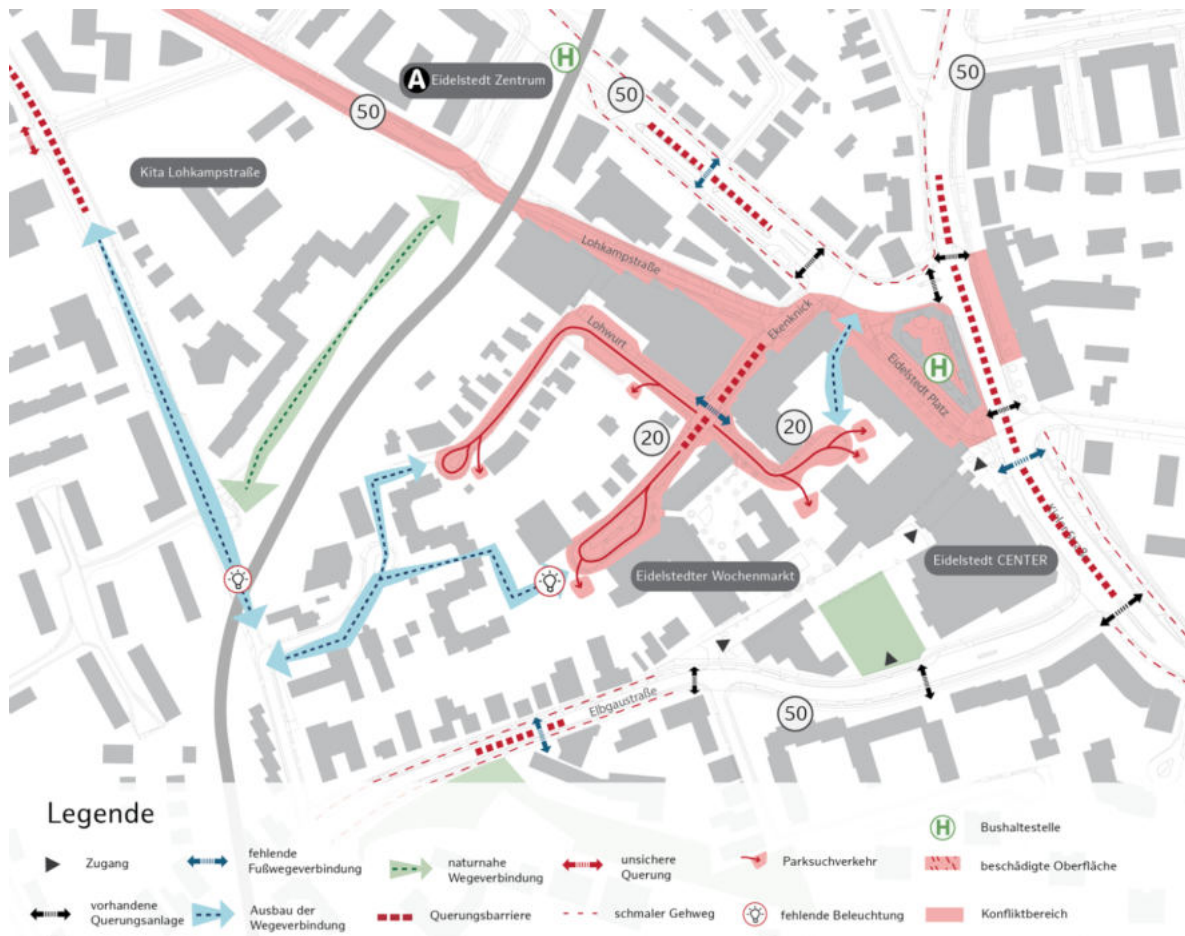 H
50
A Eidelstedt Zentrum
50
50
Kita Lohkampstraße
Lohkampstraße
Ekenknick
Lohwurt
H
Eidelstedt Platz
20
20
Eidelstedter Wochenmarkt
Eidelstedt CENTER
Elbgaustraße
50
Legende
Zugang
fehlende
Fußwegeverbindung
naturnahe
Wegeverbindung
unsichere
Querung
Parksuchverkehr
H Bushaltestelle
beschädigte Oberfläche
vorhandene
Querungsanlage
Ausbau der
Wegeverbindung
Querungsbarriere
schmaler Gehweg
fehlende Beleuchtung
Konfliktbereich